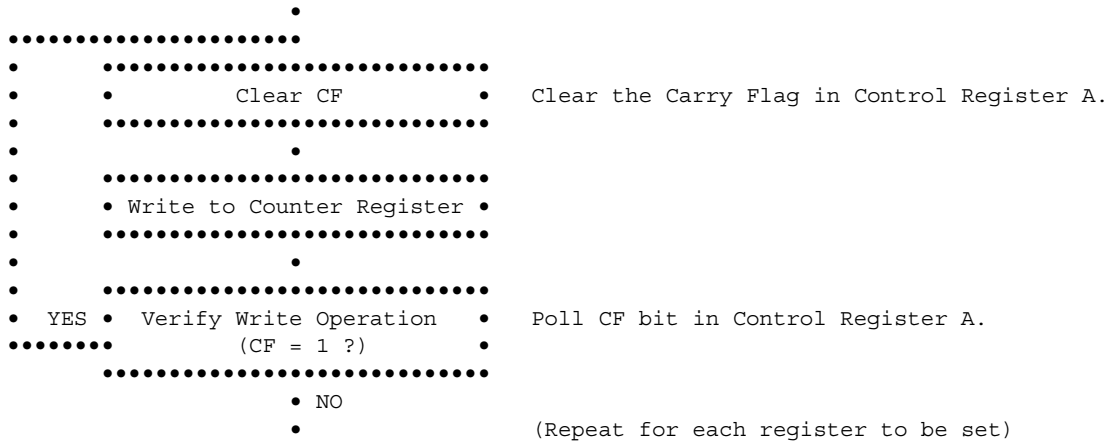 Clear CF Clear the Carry Flag in Control Register A.
Write to Counter Register
YES Verify Write Operation Poll CF bit in Control Register A.
(CF = 1 ?)
NO
(Repeat for each register to be set)